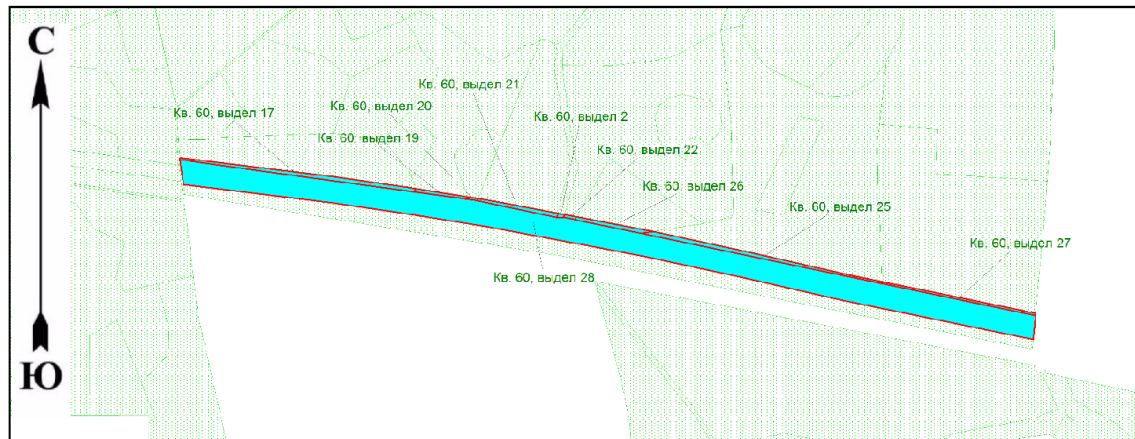 С
Кв. 60, выдел 21
Кв. 60, выдел 20
Кв. 60, выдел 17
Кв. 60, выдел 2
Кв. 60, выдел 19
Кв. 60, выдел 22
Кв. 60, выдел 26
Кв. 60, выдел 25
Кв. 60, выдел 27
Кв. 60, выдел 28
Ю